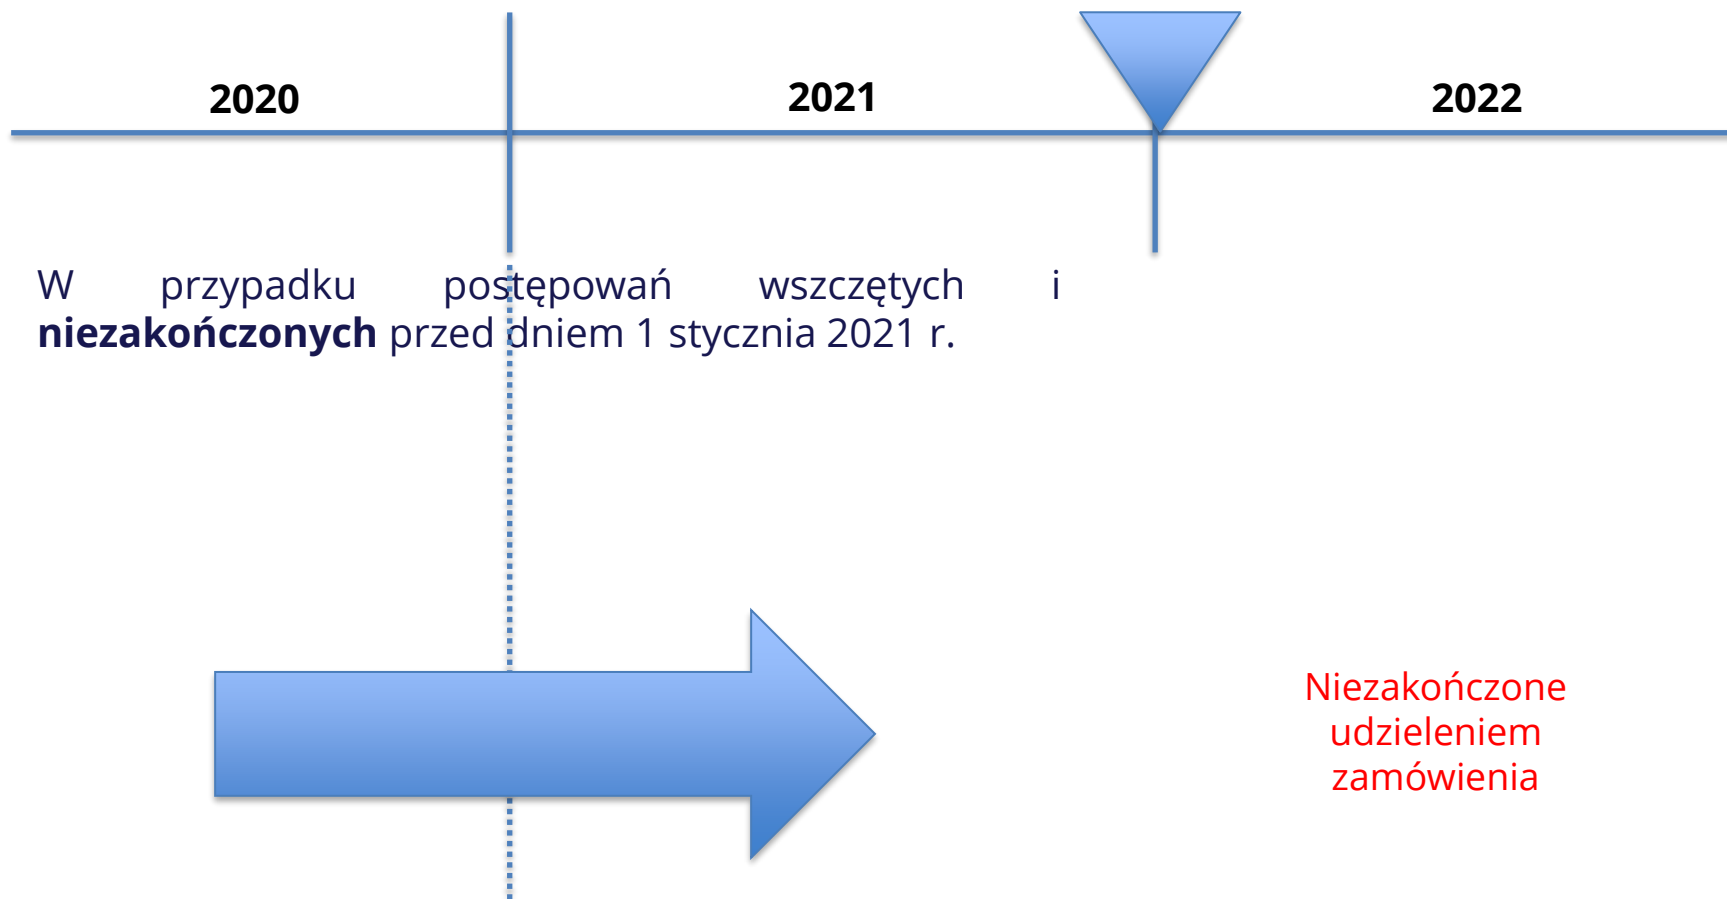 2020
2021
2022
W przypadku postępowań wszczętych i
niezakończonych przed dniem 1 stycznia 2021 r.
Niezakończone
udzieleniem
zamówienia